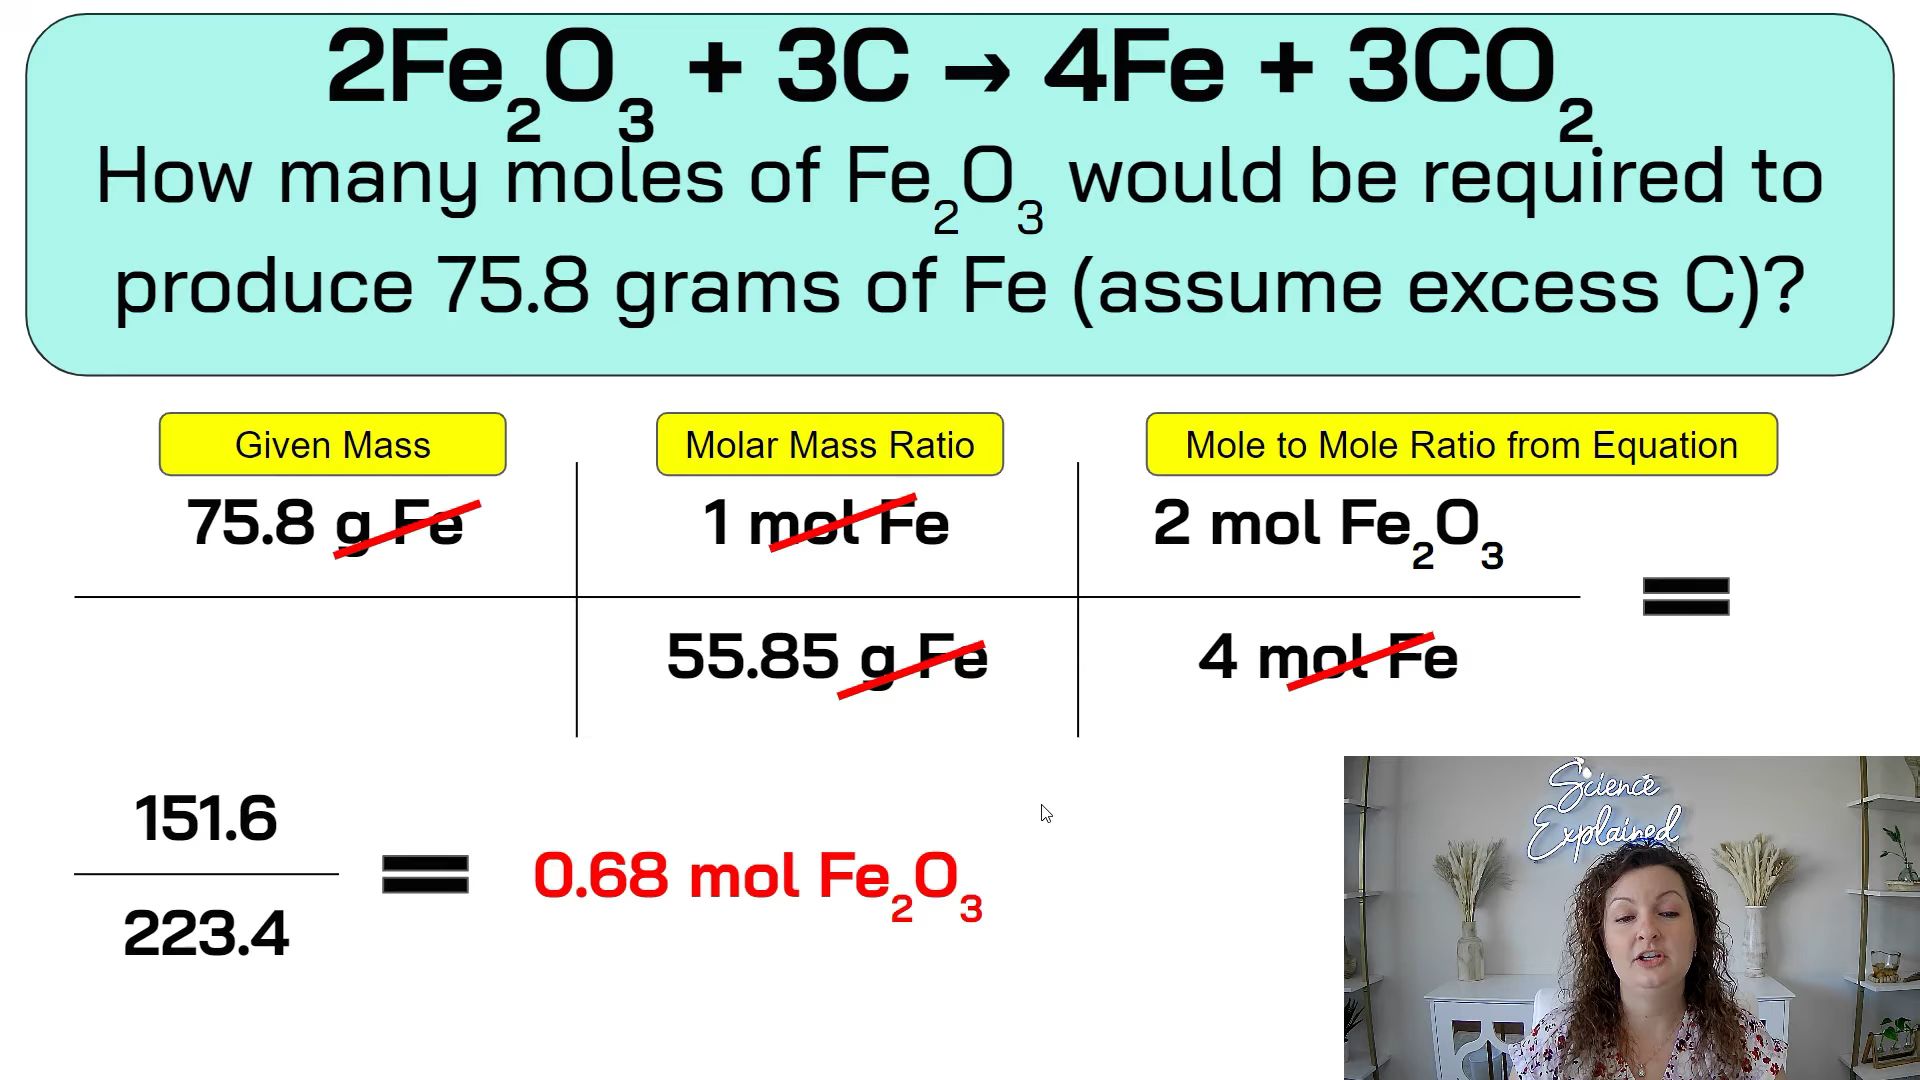 2Fe₂O₃ + 3C → 4Fe + 3CO₂
How many moles of Fe₂O₃ would be required to
produce 75.8 grams of Fe (assume excess C)?
Given Mass
Molar Mass Ratio
Mole to Mole Ratio from Equation
75.8 g Fe
1 mol Fe
2 mol Fe₂O₃
=
55.85 g Fe
4 mol Fe
151.6
223.4
=
0.68 mol Fe₂O₃
Science
Explained